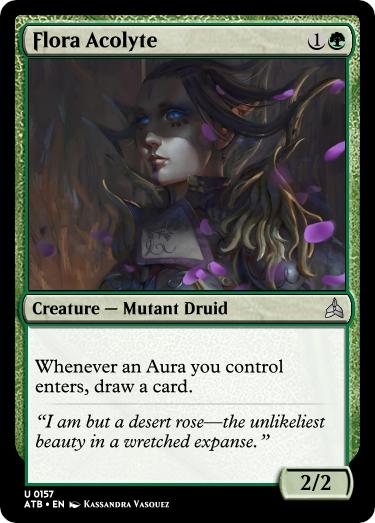 Flora Acolyte 1
Creature — Mutant Druid
Whenever an Aura you control
enters, draw a card.
“I am but a desert rose—the unlikeliest
beauty in a wretched expanse.”
2/2
U 0157
ATB • EN Kassandra Vasquez